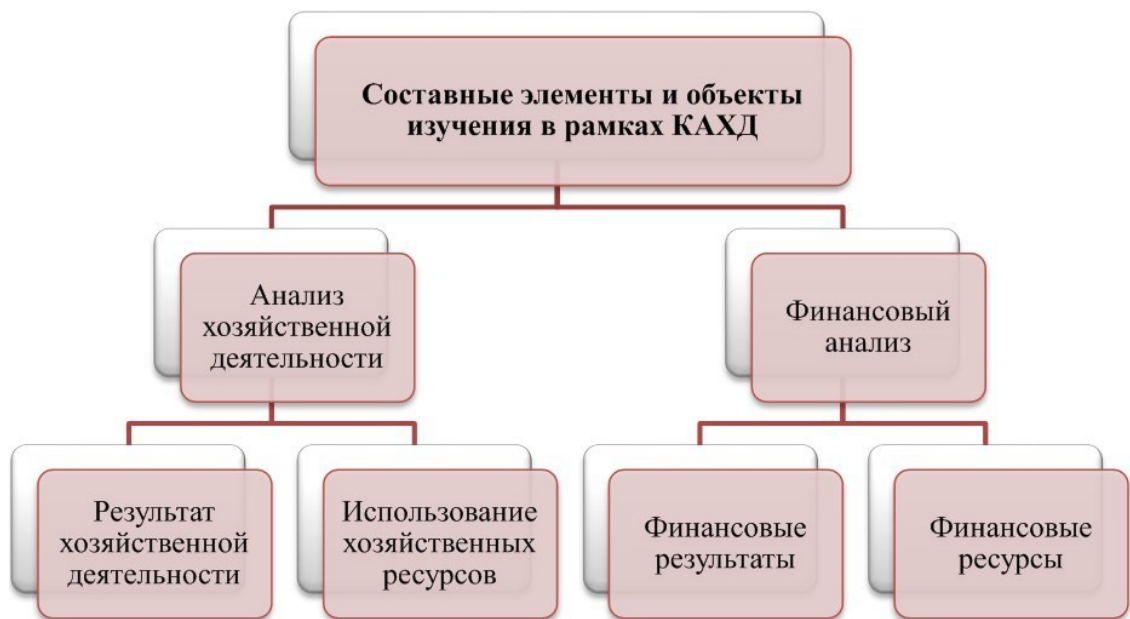 Составные элементы и объекты
изучения в рамках КАХД
Анализ
хозяйственной
деятельности
Финансовый
анализ
Результат
хозяйственной
деятельности
Использование
хозяйственных
ресурсов
Финансовые
результаты
Финансовые
ресурсы